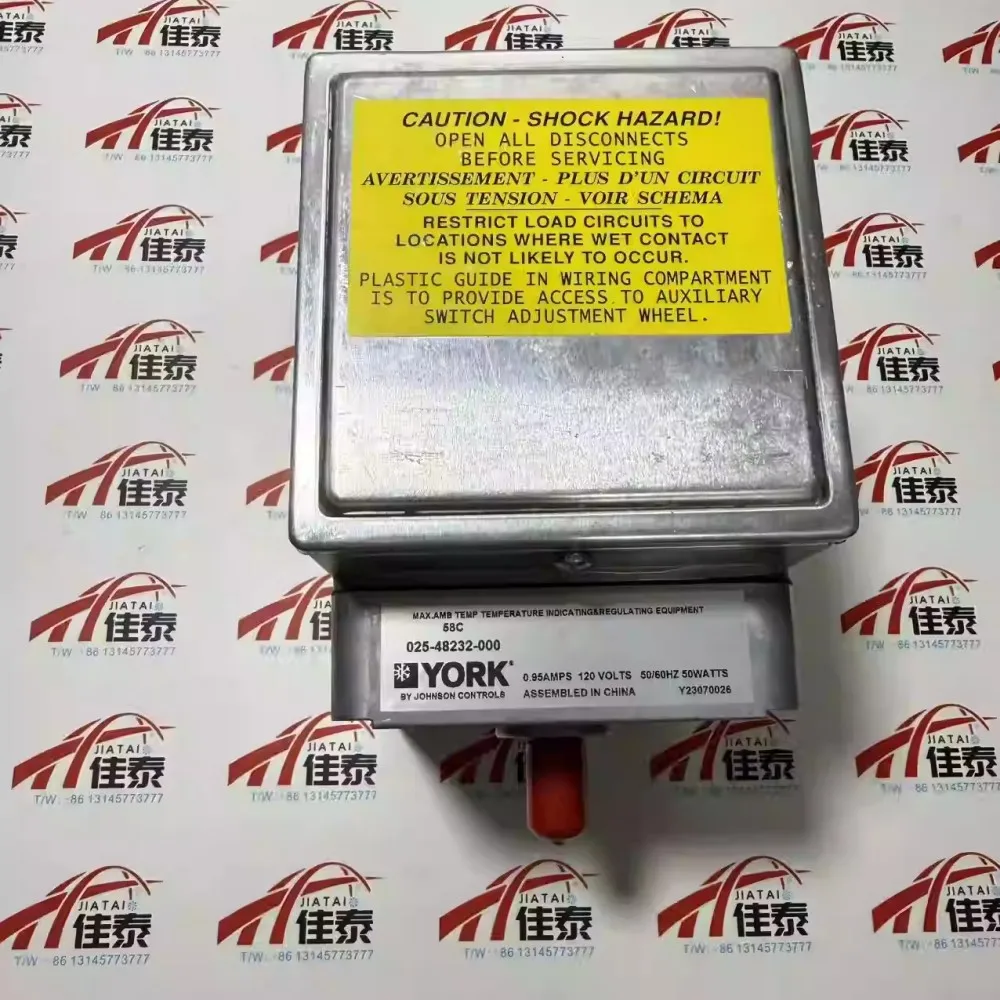 CAUTION - SHOCK HAZARD!
OPEN ALL DISCONNECTS
BEFORE SERVICING
AVERTISSEMENT - PLUS D'UN CIRCUIT
SOUS TENSION - VOIR SCHEMA
RESTRICT LOAD CIRCUITS TO
LOCATIONS WHERE WET CONTACT
IS NOT LIKELY TO OCCUR.
PLASTIC GUIDE IN WIRING COMPARTMENT
IS TO PROVIDE ACCESS TO AUXILIARY
SWITCH ADJUSTMENT WHEEL.
MAX.AMB TEMP TEMPERATURE INDICATING&REGULATING EQUIPMENT
58C
025-48232-000
YORK®
BY JOHNSON CONTROLS
0.95AMPS 120 VOLTS 50/60HZ 50WATTS
ASSEMBLED IN CHINA Y23070026
JIATAI
佳泰
T/W: +86 13145773777